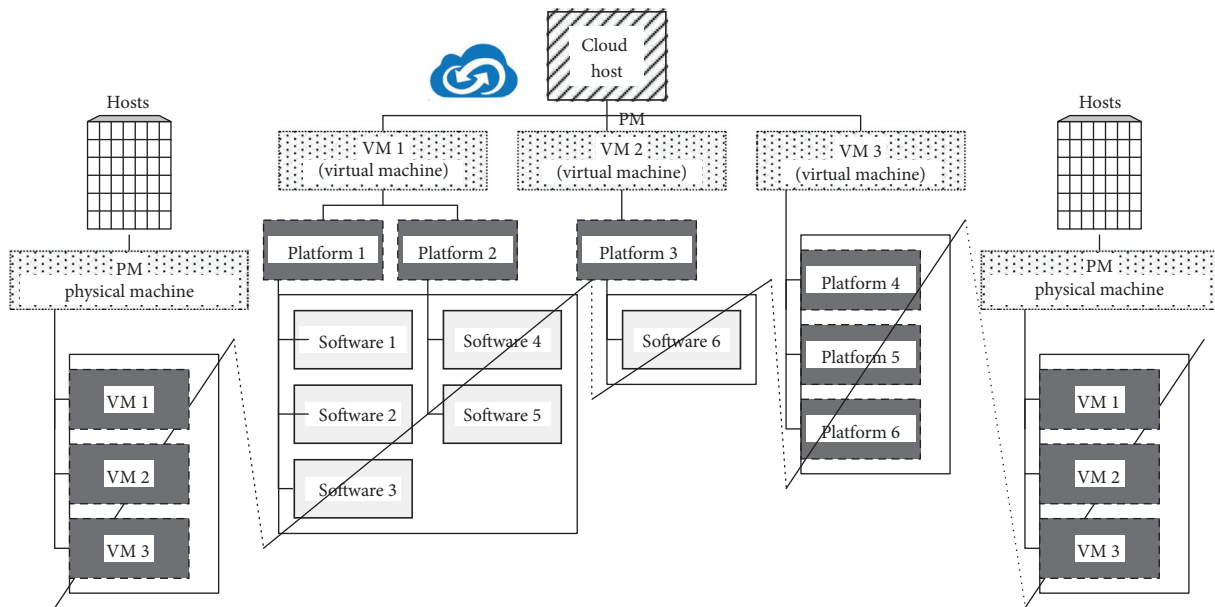 Cloud
host
Hosts
Hosts
PM
VM 1
(virtual machine)
VM 2
(virtual machine)
VM 3
(virtual machine)
Platform 1
Platform 2
Platform 3
PM
physical machine
Platform 4
PM
physical machine
Software 1
Software 4
Software 6
Platform 5
VM 1
Software 2
Software 5
Platform 6
VM 1
VM 2
Software 3
VM 2
VM 3
VM 3